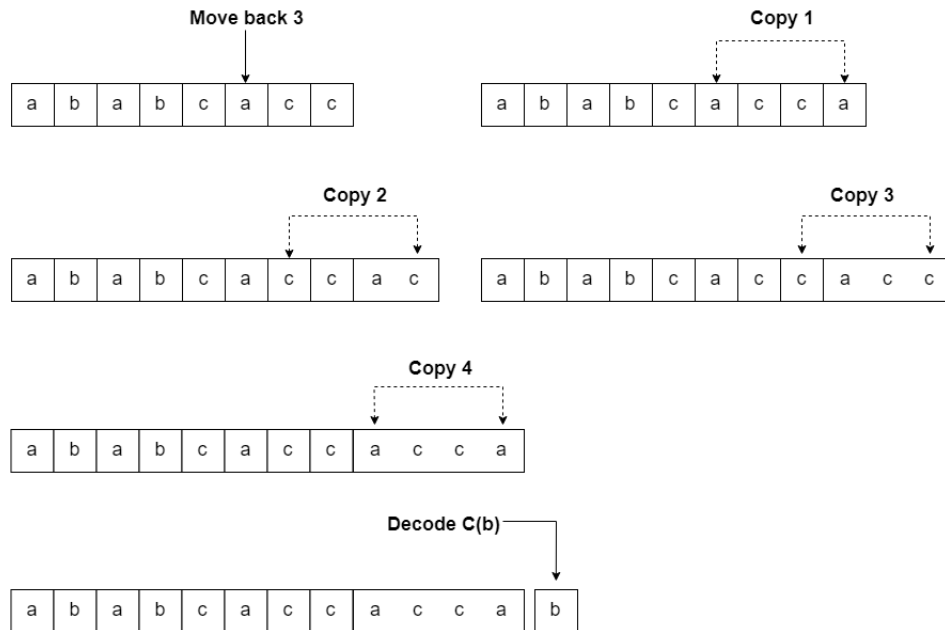 Move back 3
a b a b c a c c
Copy 1
a b a b c a c c a
Copy 2
a b a b c a c c a c
Copy 3
a b a b c a c c a c c
Copy 4
a b a b c a c c a c c a
Decode C(b)
a b a b c a c c a c c a b